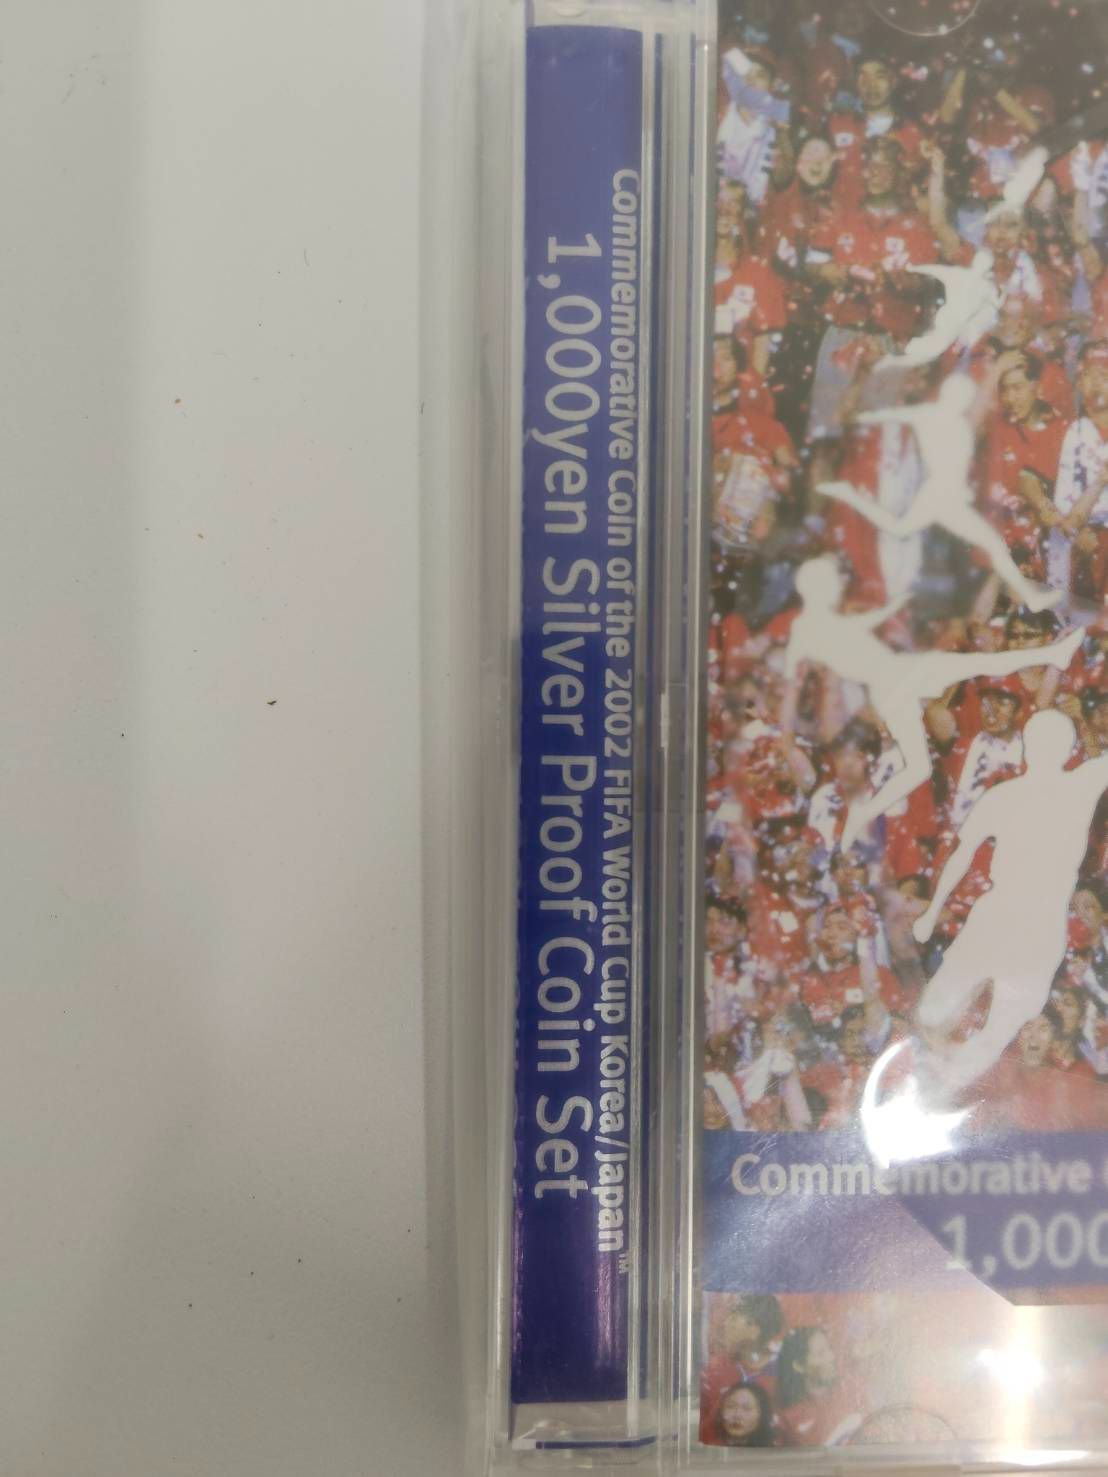 Commemorative Coin of the 2002 FIFA World Cup Korea/Japan™
1,000yen Silver Proof Coin Set
Commemorative
1,000